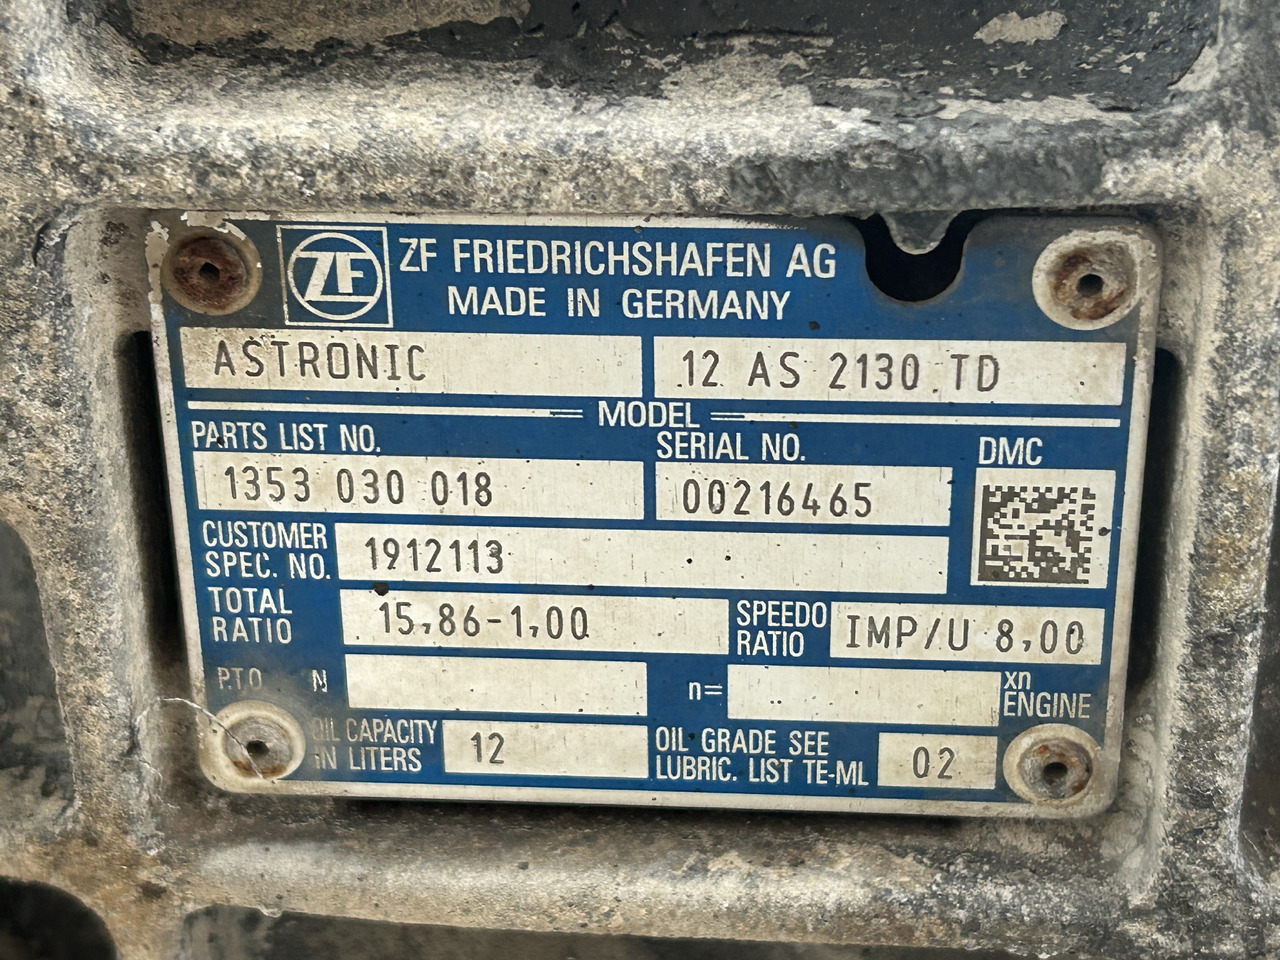 ZF ZF FRIEDRICHSHAFEN AG
MADE IN GERMANY
ASTRONIC 12 AS 2130 TD
MODEL
PARTS LIST NO. SERIAL NO. DMC
1353 030 018 00216465
CUSTOMER
SPEC. NO. 1912113
TOTAL
RATIO 15,86-1,00 SPEEDO
RATIO IMP/U 8,00
P.T.O N n= xn
ENGINE
OIL CAPACITY
IN LITERS 12 OIL GRADE SEE
LUBRIC. LIST TE-ML 02